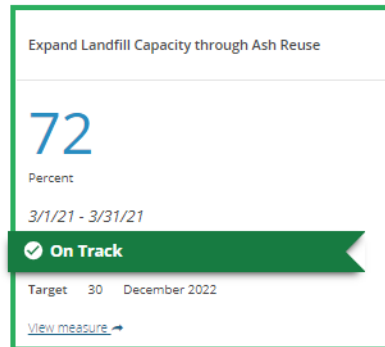 Expand Landfill Capacity through Ash Reuse
72
Percent
3/1/21 - 3/31/21
On Track
Target 30 December 2022
View measure